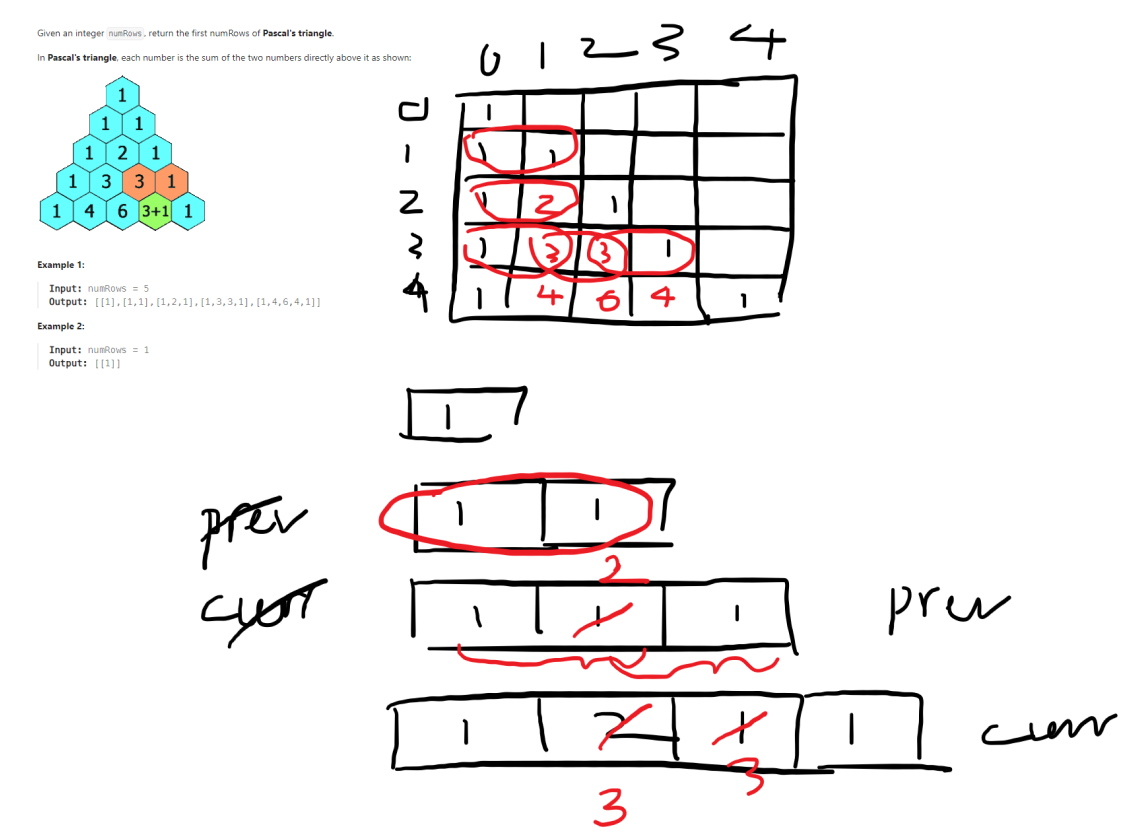 Given an integer numRows, return the first numRows of Pascal's triangle.
In Pascal's triangle, each number is the sum of the two numbers directly above it as shown:
1
1 1
1 2 1
1 3 3 1
1 4 6 3+1 1
Example 1:
Input: numRows = 5
Output: [[1],[1,1],[1,2,1],[1,3,3,1],[1,4,6,4,1]]
Example 2:
Input: numRows = 1
Output: [[1]]
0 1 2 3 4
0 1
1 1 1
2 1 2 1
3 1 3 3 1
4 1 4 6 4 1
1
prev 1 1
2
curr 1 1 1 prev
1 2 1 1 curr
3 3